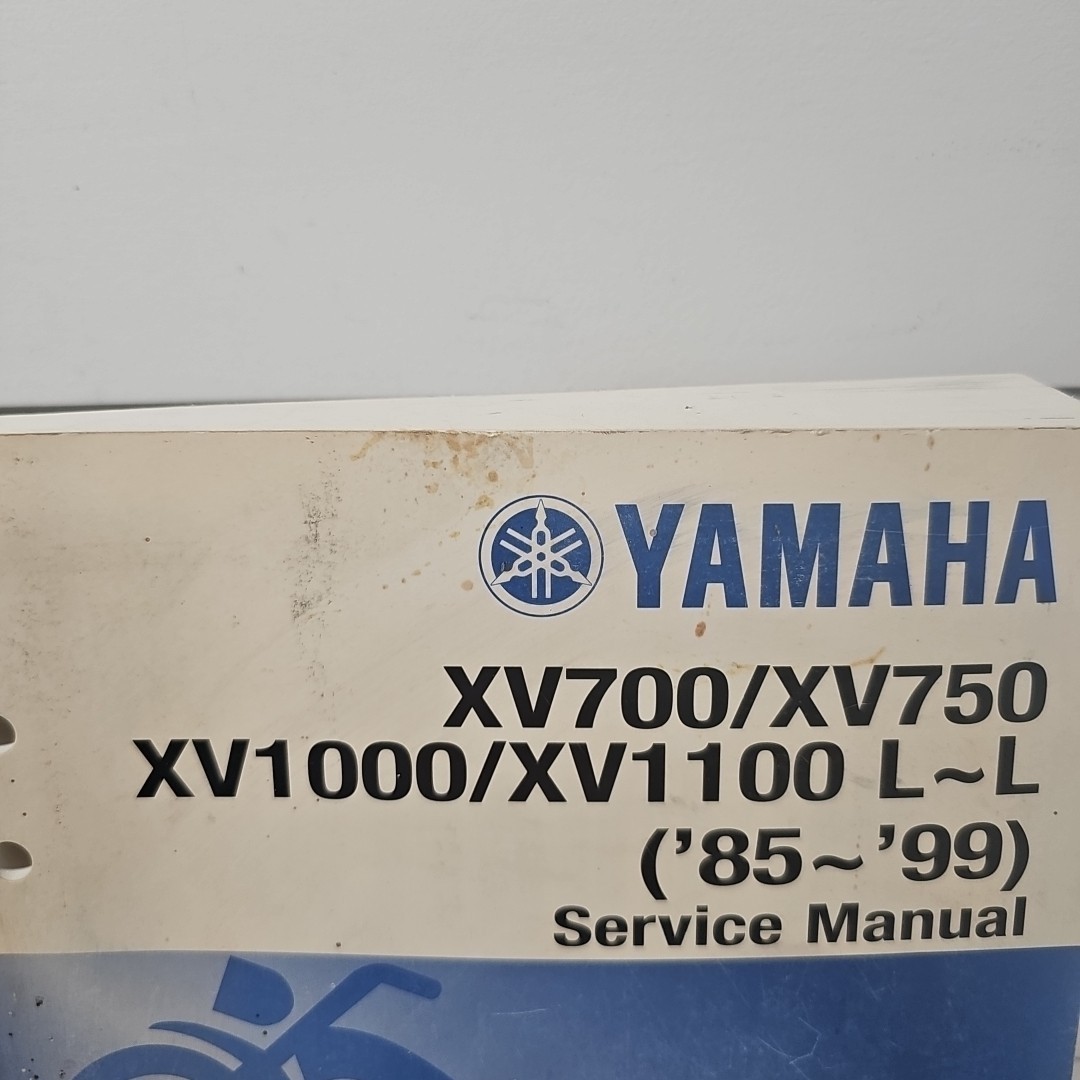 YAMAHA
XV700/XV750
XV1000/XV1100 L~L
('85~'99)
Service Manual